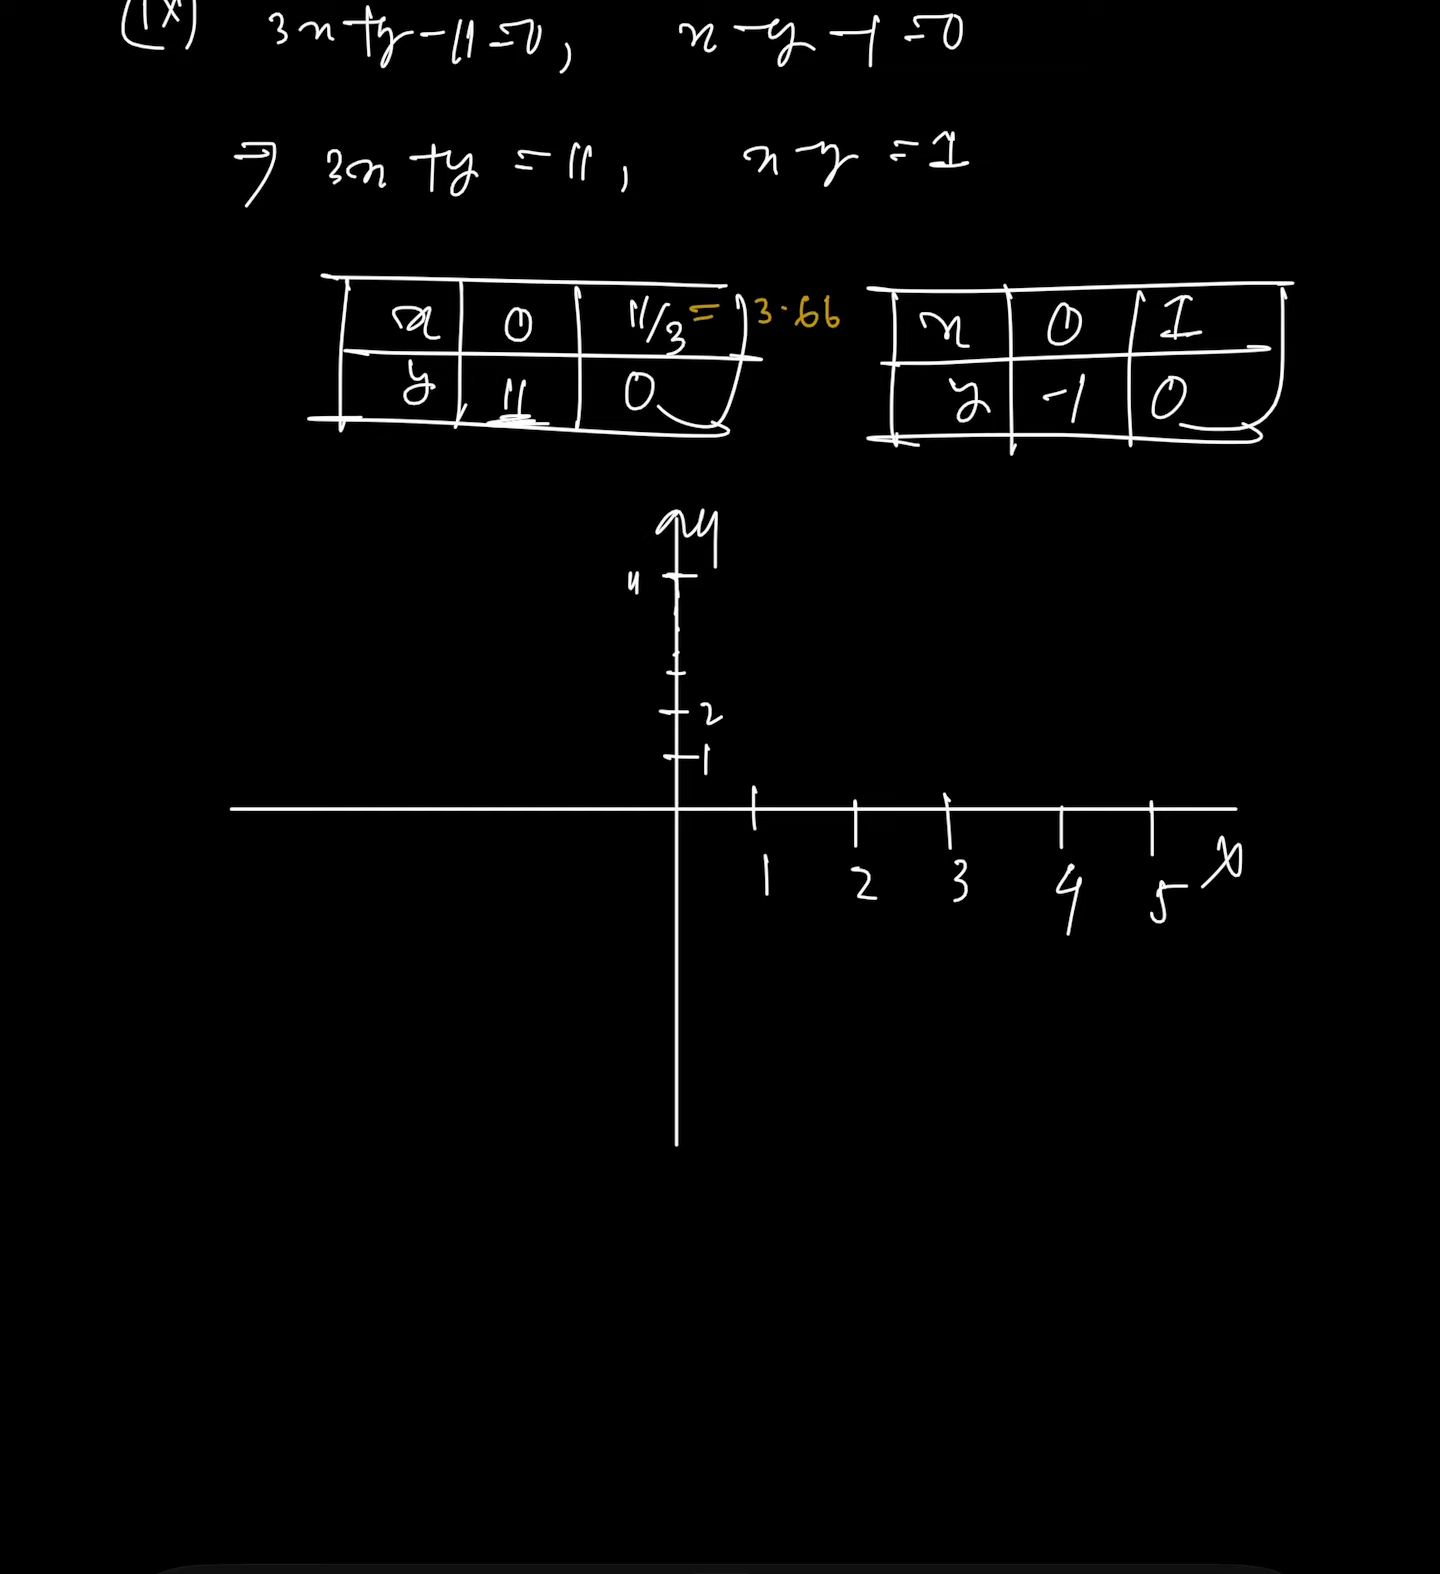 (ix) 3x+y-11=0, x-y-1=0
⇒ 3x+y=11, x-y=1
x 0 11/3 = 3.66 x 0 1
y 11 0 y -1 0
y
4
2
1
1 2 3 4 5 x